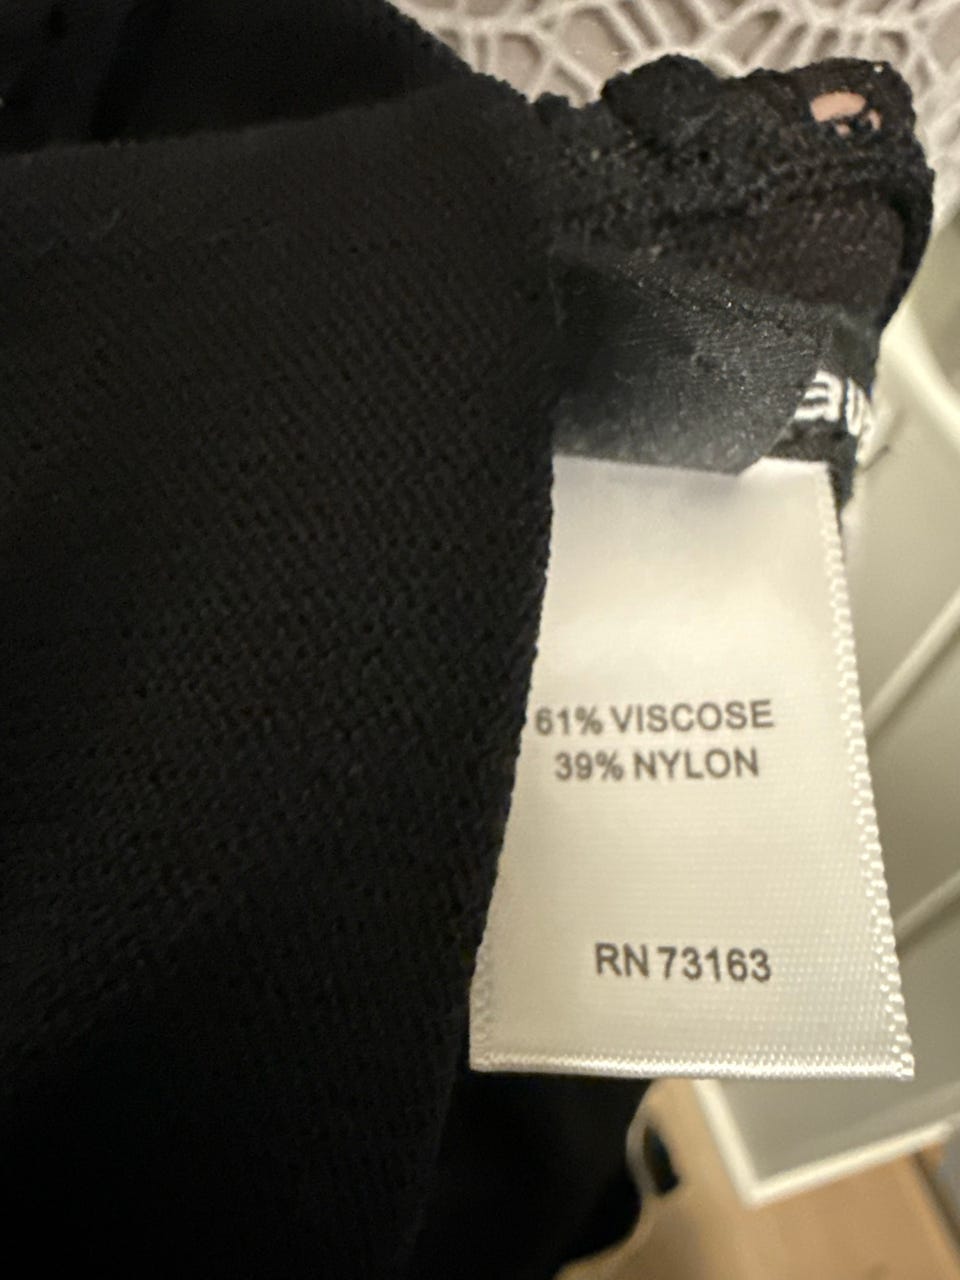 61% VISCOSE
39% NYLON
RN 73163